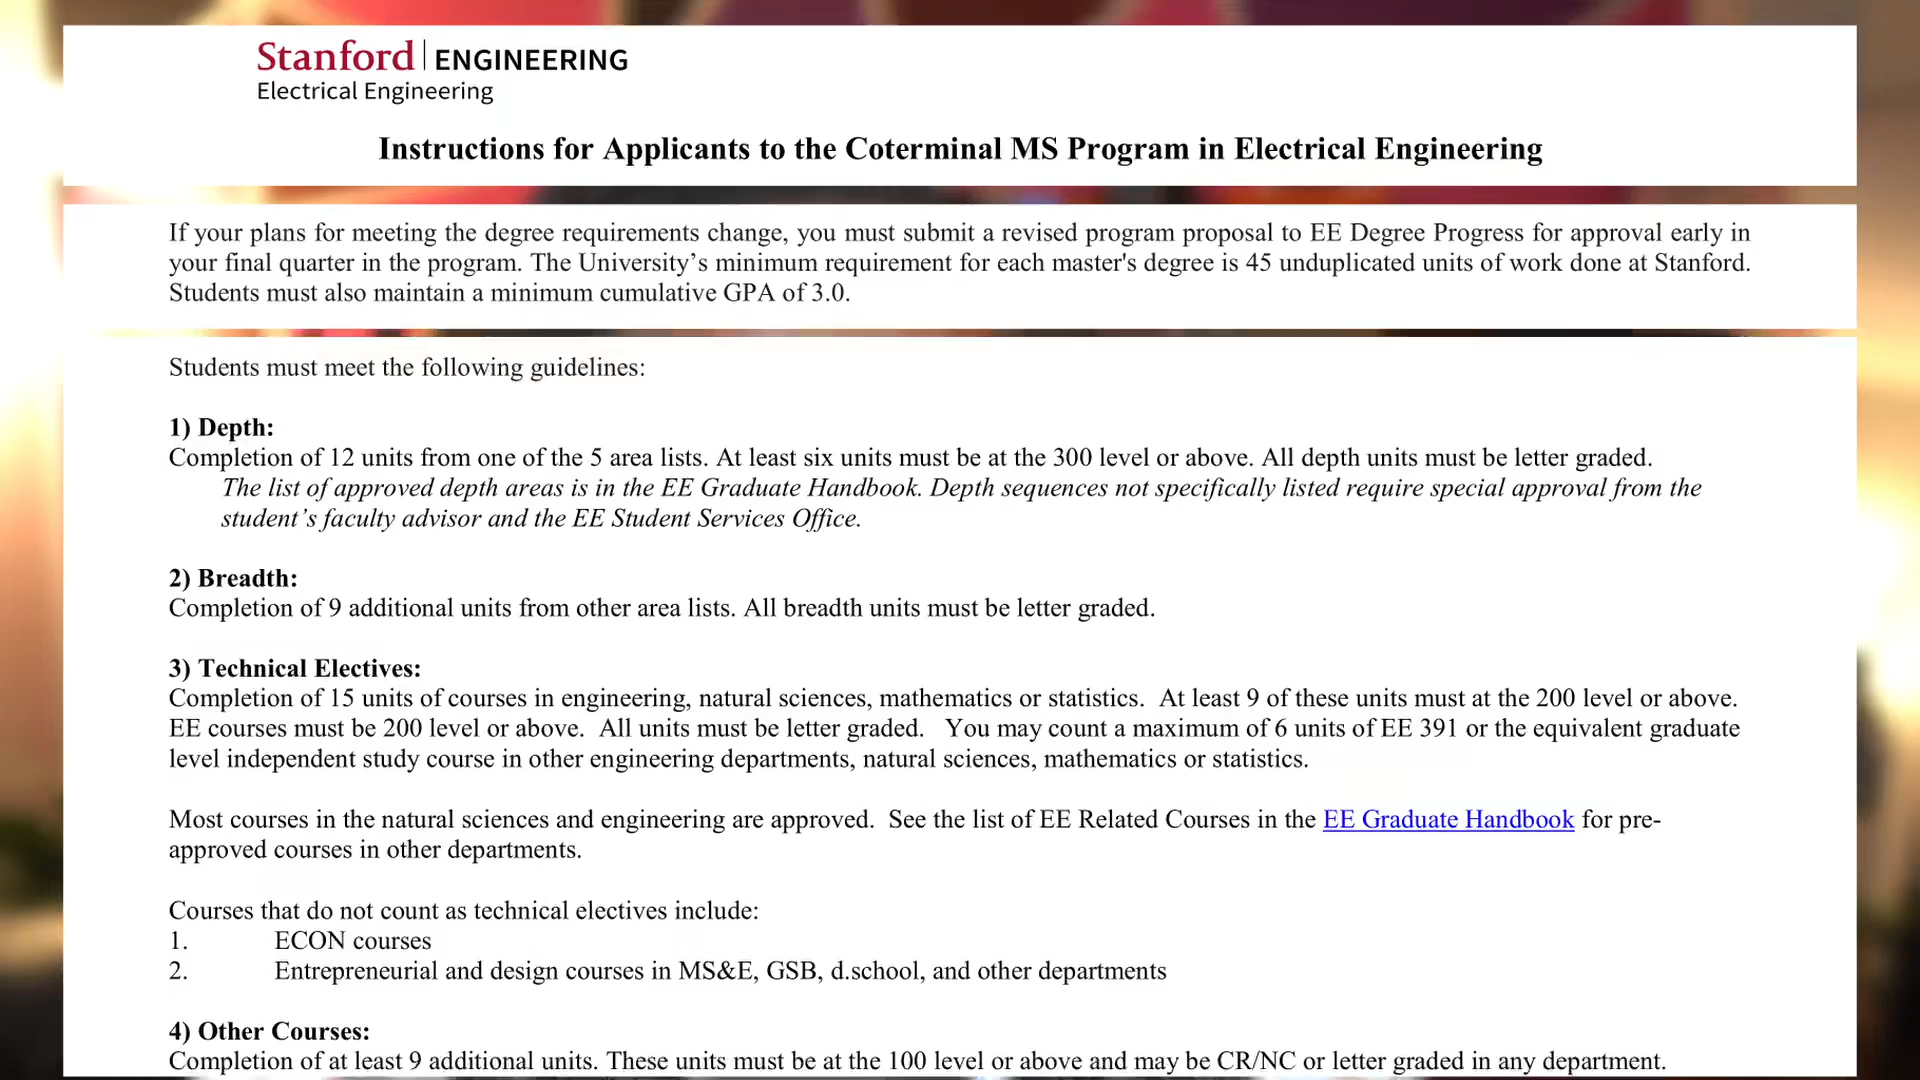 Stanford | ENGINEERING
Electrical Engineering
Instructions for Applicants to the Coterminal MS Program in Electrical Engineering
If your plans for meeting the degree requirements change, you must submit a revised program proposal to EE Degree Progress for approval early in
your final quarter in the program. The University’s minimum requirement for each master's degree is 45 unduplicated units of work done at Stanford.
Students must also maintain a minimum cumulative GPA of 3.0.
Students must meet the following guidelines:
1) Depth:
Completion of 12 units from one of the 5 area lists. At least six units must be at the 300 level or above. All depth units must be letter graded.
The list of approved depth areas is in the EE Graduate Handbook. Depth sequences not specifically listed require special approval from the
student’s faculty advisor and the EE Student Services Office.
2) Breadth:
Completion of 9 additional units from other area lists. All breadth units must be letter graded.
3) Technical Electives:
Completion of 15 units of courses in engineering, natural sciences, mathematics or statistics. At least 9 of these units must at the 200 level or above.
EE courses must be 200 level or above. All units must be letter graded. You may count a maximum of 6 units of EE 391 or the equivalent graduate
level independent study course in other engineering departments, natural sciences, mathematics or statistics.
Most courses in the natural sciences and engineering are approved. See the list of EE Related Courses in the EE Graduate Handbook for pre-
approved courses in other departments.
Courses that do not count as technical electives include:
1. ECON courses
2. Entrepreneurial and design courses in MS&E, GSB, d.school, and other departments
4) Other Courses:
Completion of at least 9 additional units. These units must be at the 100 level or above and may be CR/NC or letter graded in any department.